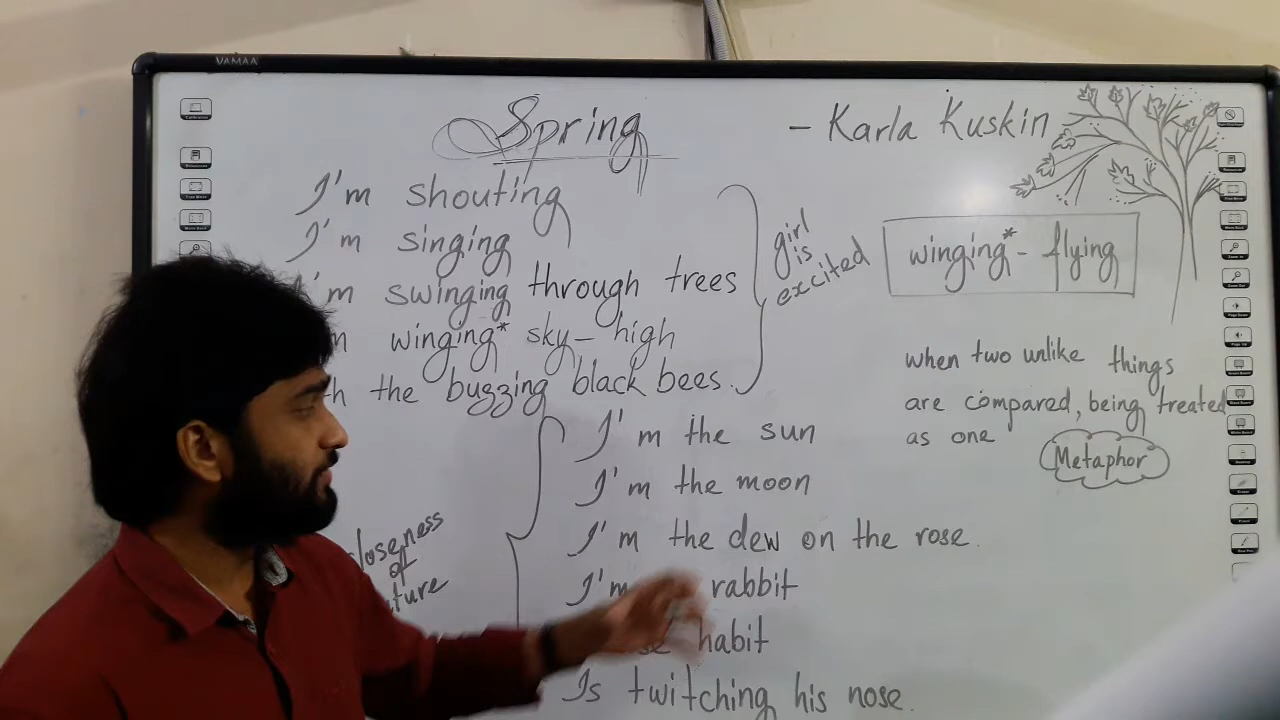 VAMAA
Spring
- Karla Kuskin
I'm shouting
I'm singing
I'm swinging through trees
winging* sky-high
the buzzing black bees.
girl
is
excited
winging* - flying
when two unlike things
are compared, being treated
as one
Metaphor
I'm the sun
I'm the moon
I'm the dew on the rose.
I'm rabbit
habit
Is twitching his nose.
of